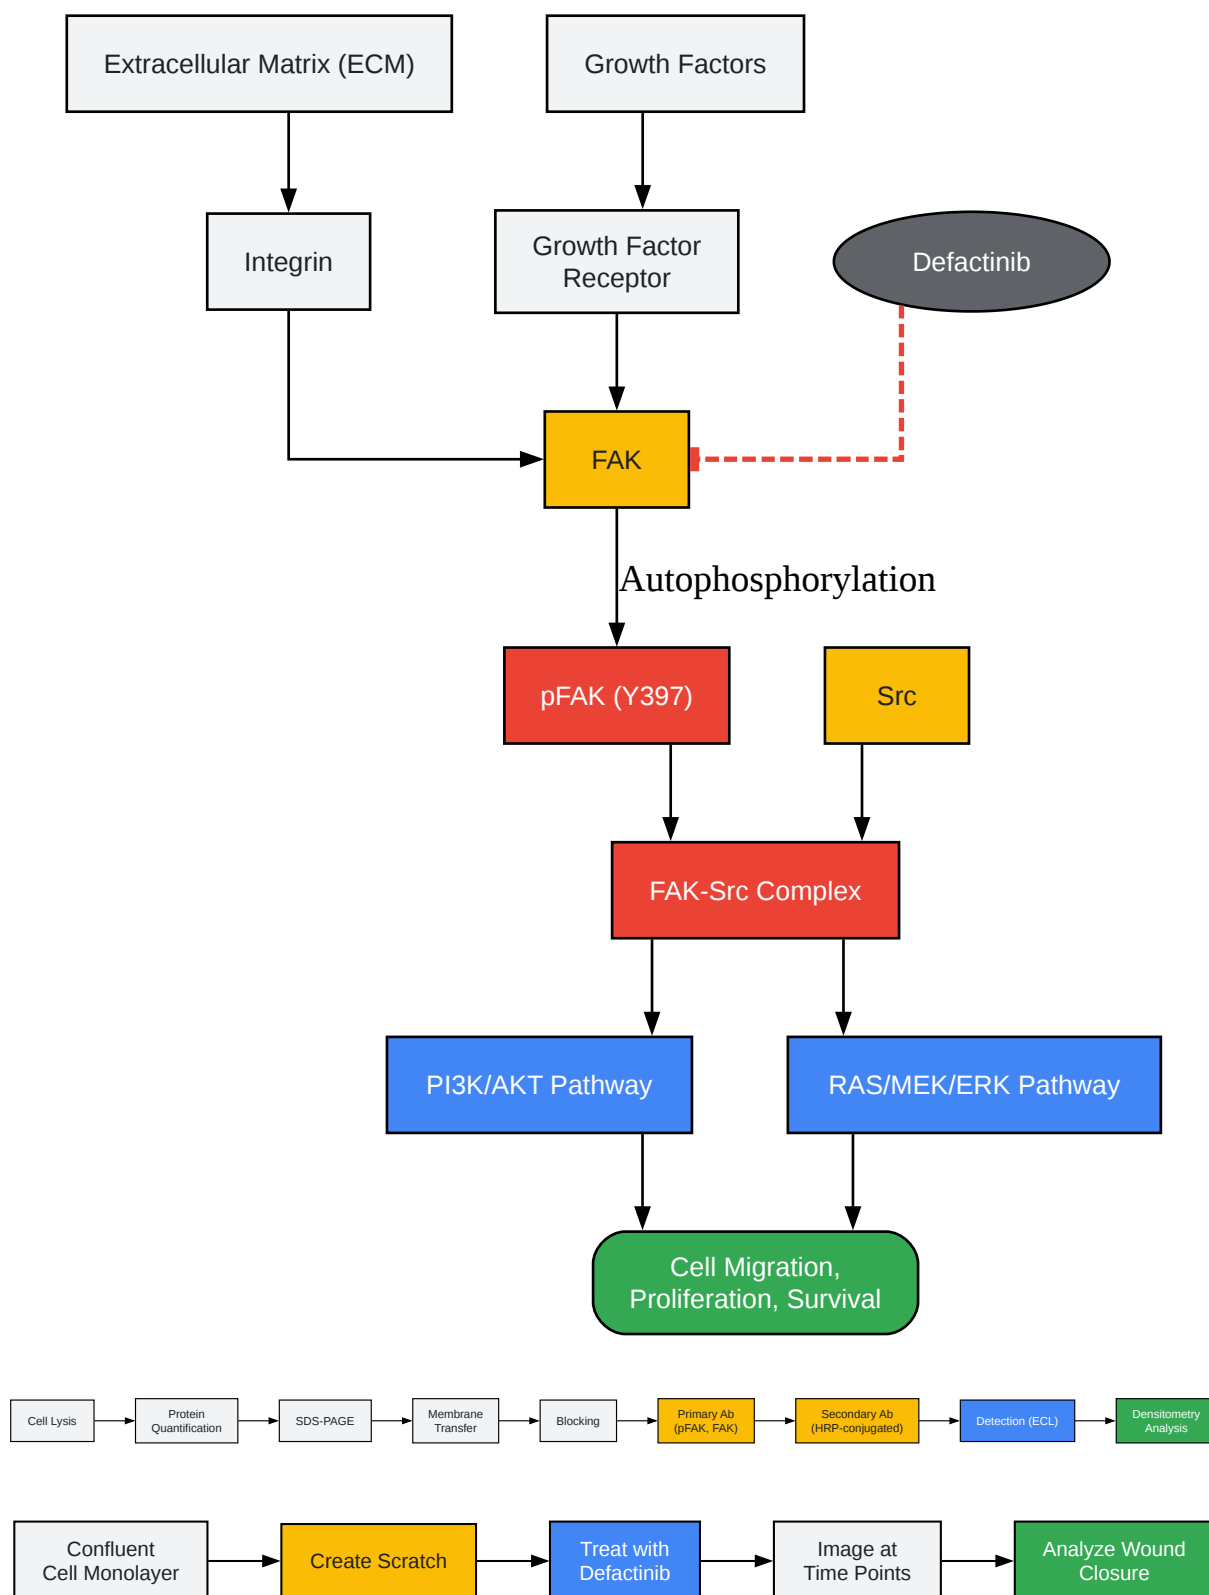 Extracellular Matrix (ECM)
Growth Factors
Integrin
Growth Factor
Receptor
Defactinib
FAK
Autophosphorylation
pFAK (Y397)
Src
FAK-Src Complex
PI3K/AKT Pathway
RAS/MEK/ERK Pathway
Cell Migration,
Proliferation, Survival
Cell Lysis
Protein
Quantification
SDS-PAGE
Membrane
Transfer
Blocking
Primary Ab
(pFAK, FAK)
Secondary Ab
(HRP-conjugated)
Detection (ECL)
Densitometry
Analysis
Confluent
Cell Monolayer
Create Scratch
Treat with
Defactinib
Image at
Time Points
Analyze Wound
Closure